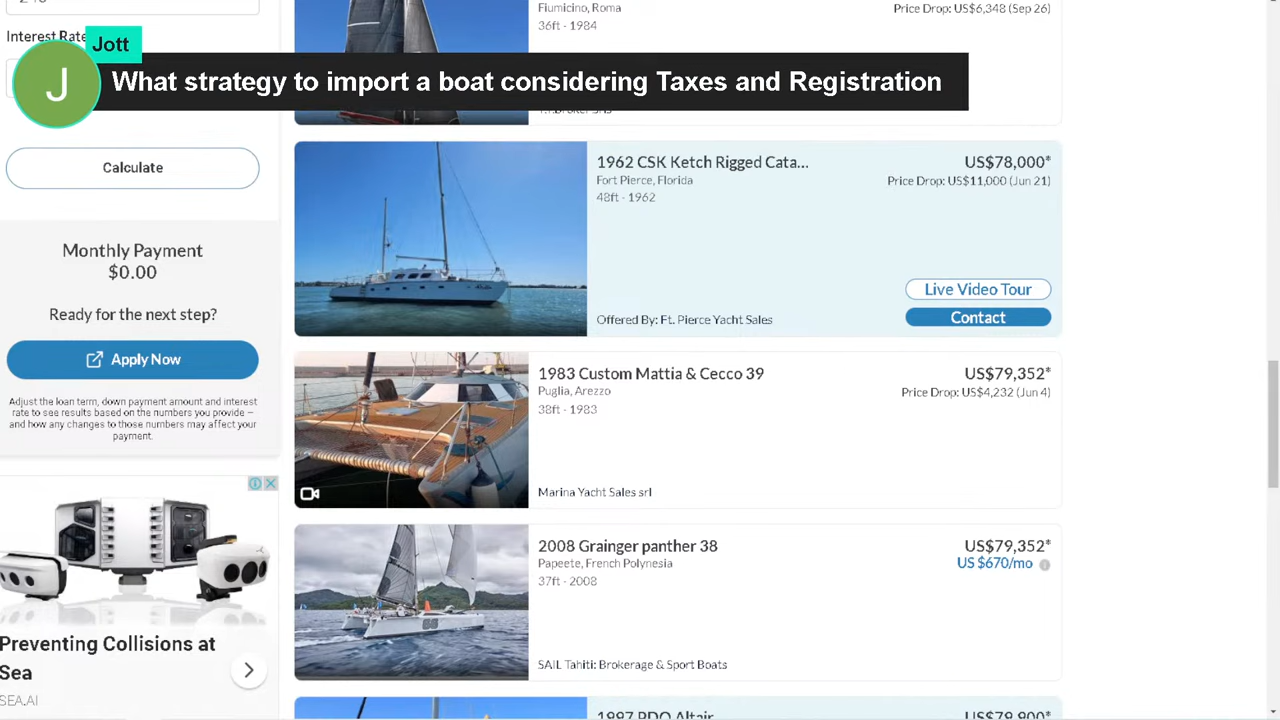 Fiumicino, Roma
Price Drop: US$6,348 (Sep 26)
36ft - 1984
Interest Rate
Jott
J
What strategy to import a boat considering Taxes and Registration
Calculate
1962 CSK Ketch Rigged Cata...
US$78,000*
Fort Pierce, Florida
Price Drop: US$11,000 (Jun 21)
48ft - 1962
Monthly Payment
$0.00
Live Video Tour
Ready for the next step?
Offered By: Ft. Pierce Yacht Sales
Contact
Apply Now
1983 Custom Mattia & Cecco 39
US$79,352*
Puglia, Arezzo
Price Drop: US$4,232 (Jun 4)
38ft - 1983
Adjust the loan term, down payment amount and interest
rate to see results based on the numbers you provide –
and how any changes to those numbers may affect your
payment.
Marina Yacht Sales srl
2008 Grainger panther 38
US$79,352*
Papeete, French Polynesia
US $670/mo
37ft - 2008
Preventing Collisions at
Sea
SEA.AI
SAIL Tahiti: Brokerage & Sport Boats
1997 PDQ Altair
US$79,900*